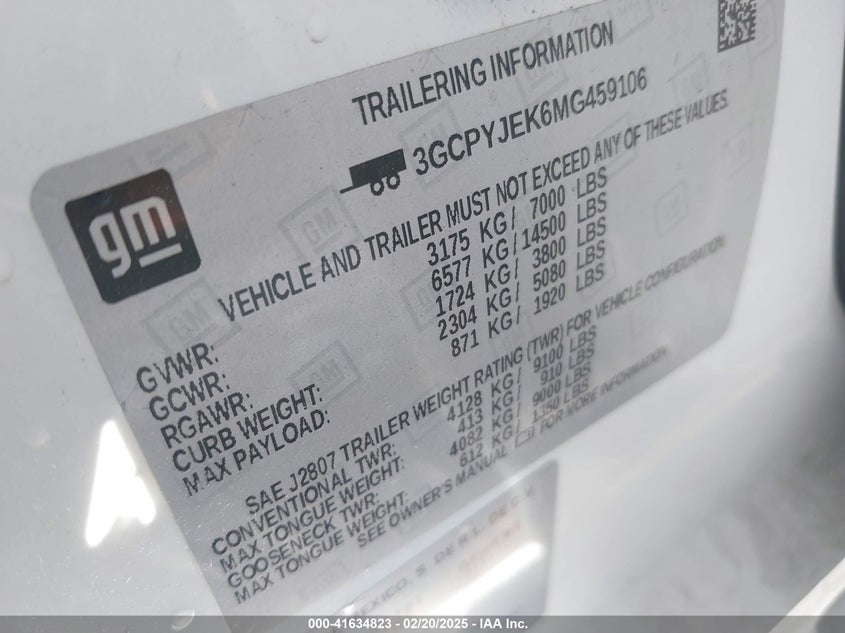 TRAILERING INFORMATION
3GCPYJEK6MG459106
gm
VEHICLE AND TRAILER MUST NOT EXCEED ANY OF THESE VALUES.
GVWR: 3175 KG/ 7000 LBS
GCWR: 6577 KG/14500 LBS
RGAWR: 1724 KG/ 3800 LBS
CURB WEIGHT: 2304 KG/ 5080 LBS
MAX PAYLOAD: 871 KG/ 1920 LBS
SAE J2807 TRAILER WEIGHT RATING (TWR) FOR VEHICLE CONFIGURATION
CONVENTIONAL TWR: 4128 KG/ 9100 LBS
MAX TONGUE WEIGHT: 413 KG/ 910 LBS
GOOSENECK TWR: 4082 KG/ 9000 LBS
MAX TONGUE WEIGHT: 612 KG/ 1350 LBS
SEE OWNER'S MANUAL FOR MORE INFORMATION.
MEXICO, S. DE R.L. DE C.V.
000-41634823 - 02/20/2025 - IAA Inc.